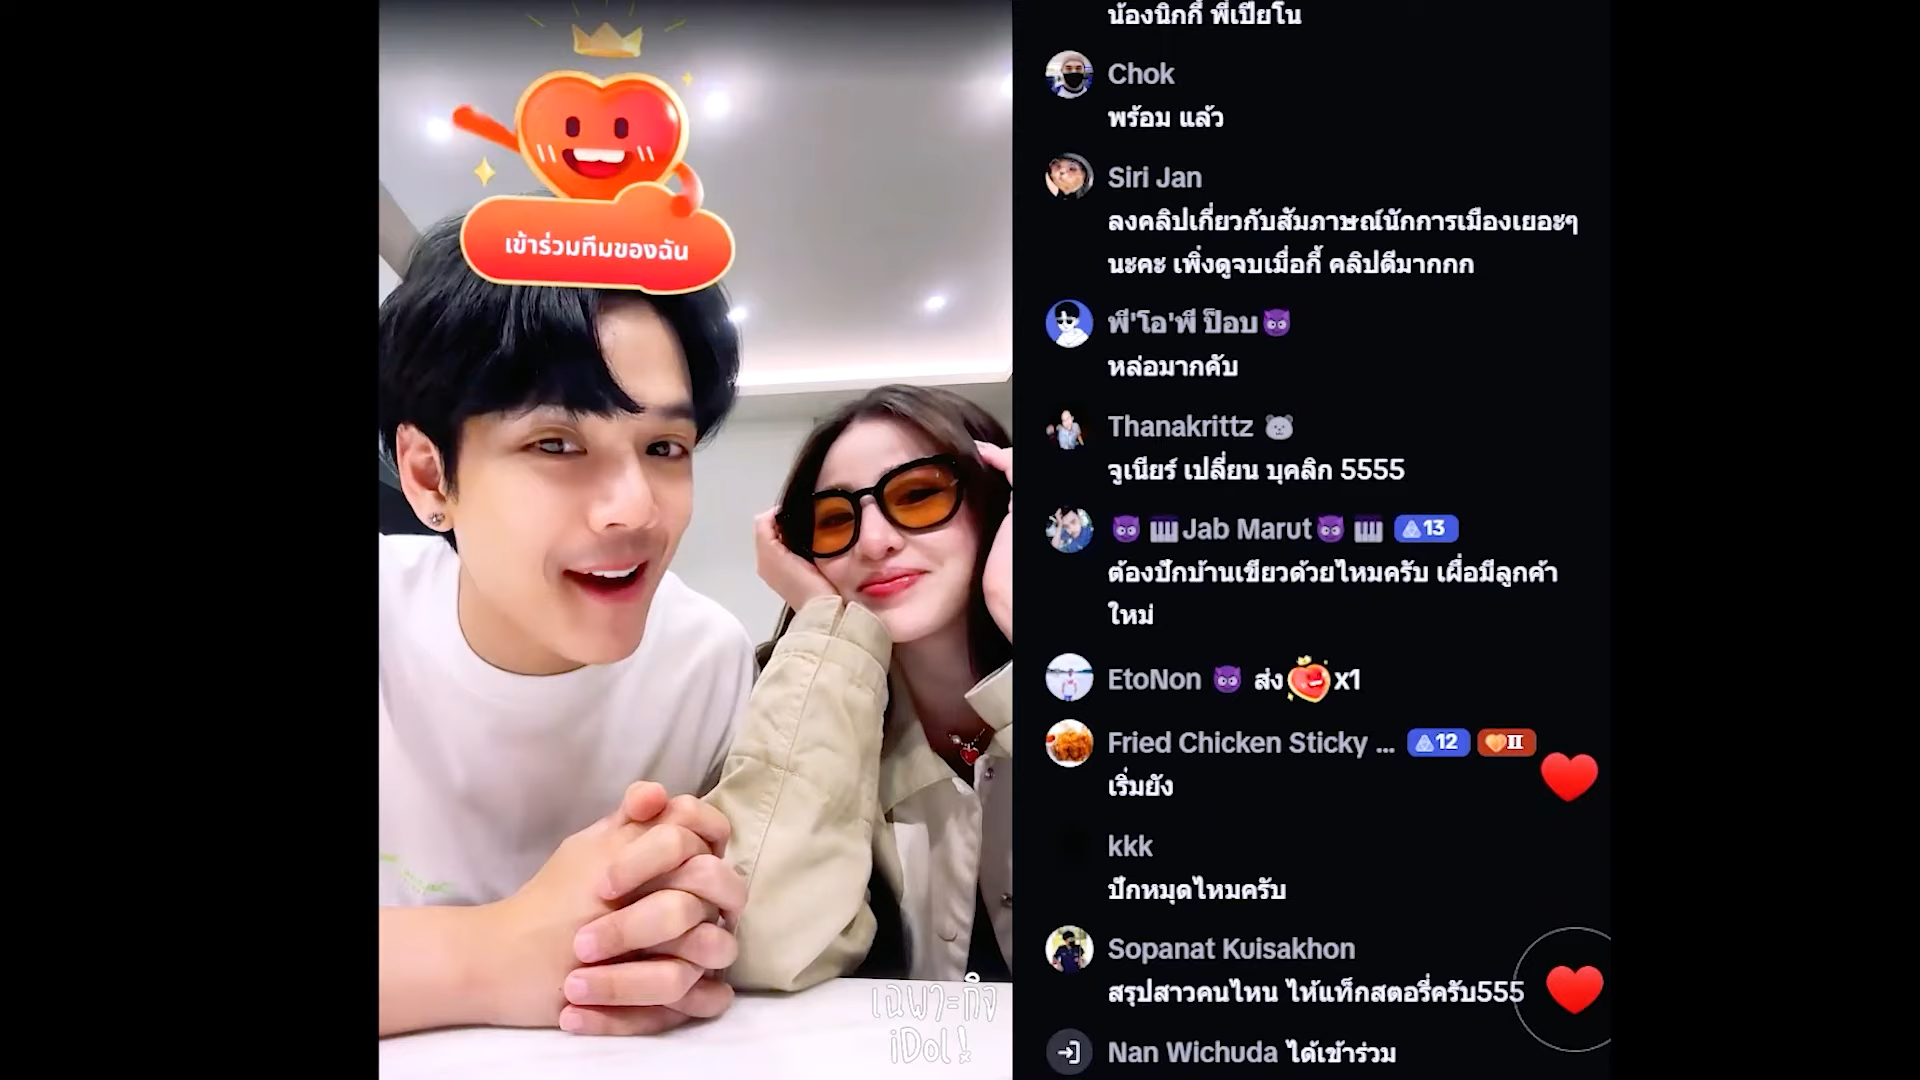 เข้าร่วมทีมของฉัน
เฉพาะกิจ
iDol!
น้องนิกกี้ พี่เปียโน
Chok
พร้อม แล้ว
Siri Jan
ลงคลิปเกี่ยวกับสัมภาษณ์นักการเมืองเยอะๆ
นะคะ เพิ่งดูจบเมื่อกี้ คลิปดีมากกก
พี'โอ'พี ป็อบ😈
หล่อมากคับ
Thanakrittz 🐻
จูเนียร์ เปลี่ยน บุคลิก 5555
😈 🎹Jab Marut😈 🎹 13
ต้องปักบ้านเขียวด้วยไหมครับ เผื่อมีลูกค้า
ใหม่
EtoNon 😈 ส่ง x1
Fried Chicken Sticky ... 12 II
เริ่มยัง
kkk
ปักหมุดไหมครับ
Sopanat Kuisakhon
สรุปสาวคนไหน ให้แท็กสตอรี่ครับ555
Nan Wichuda ได้เข้าร่วม